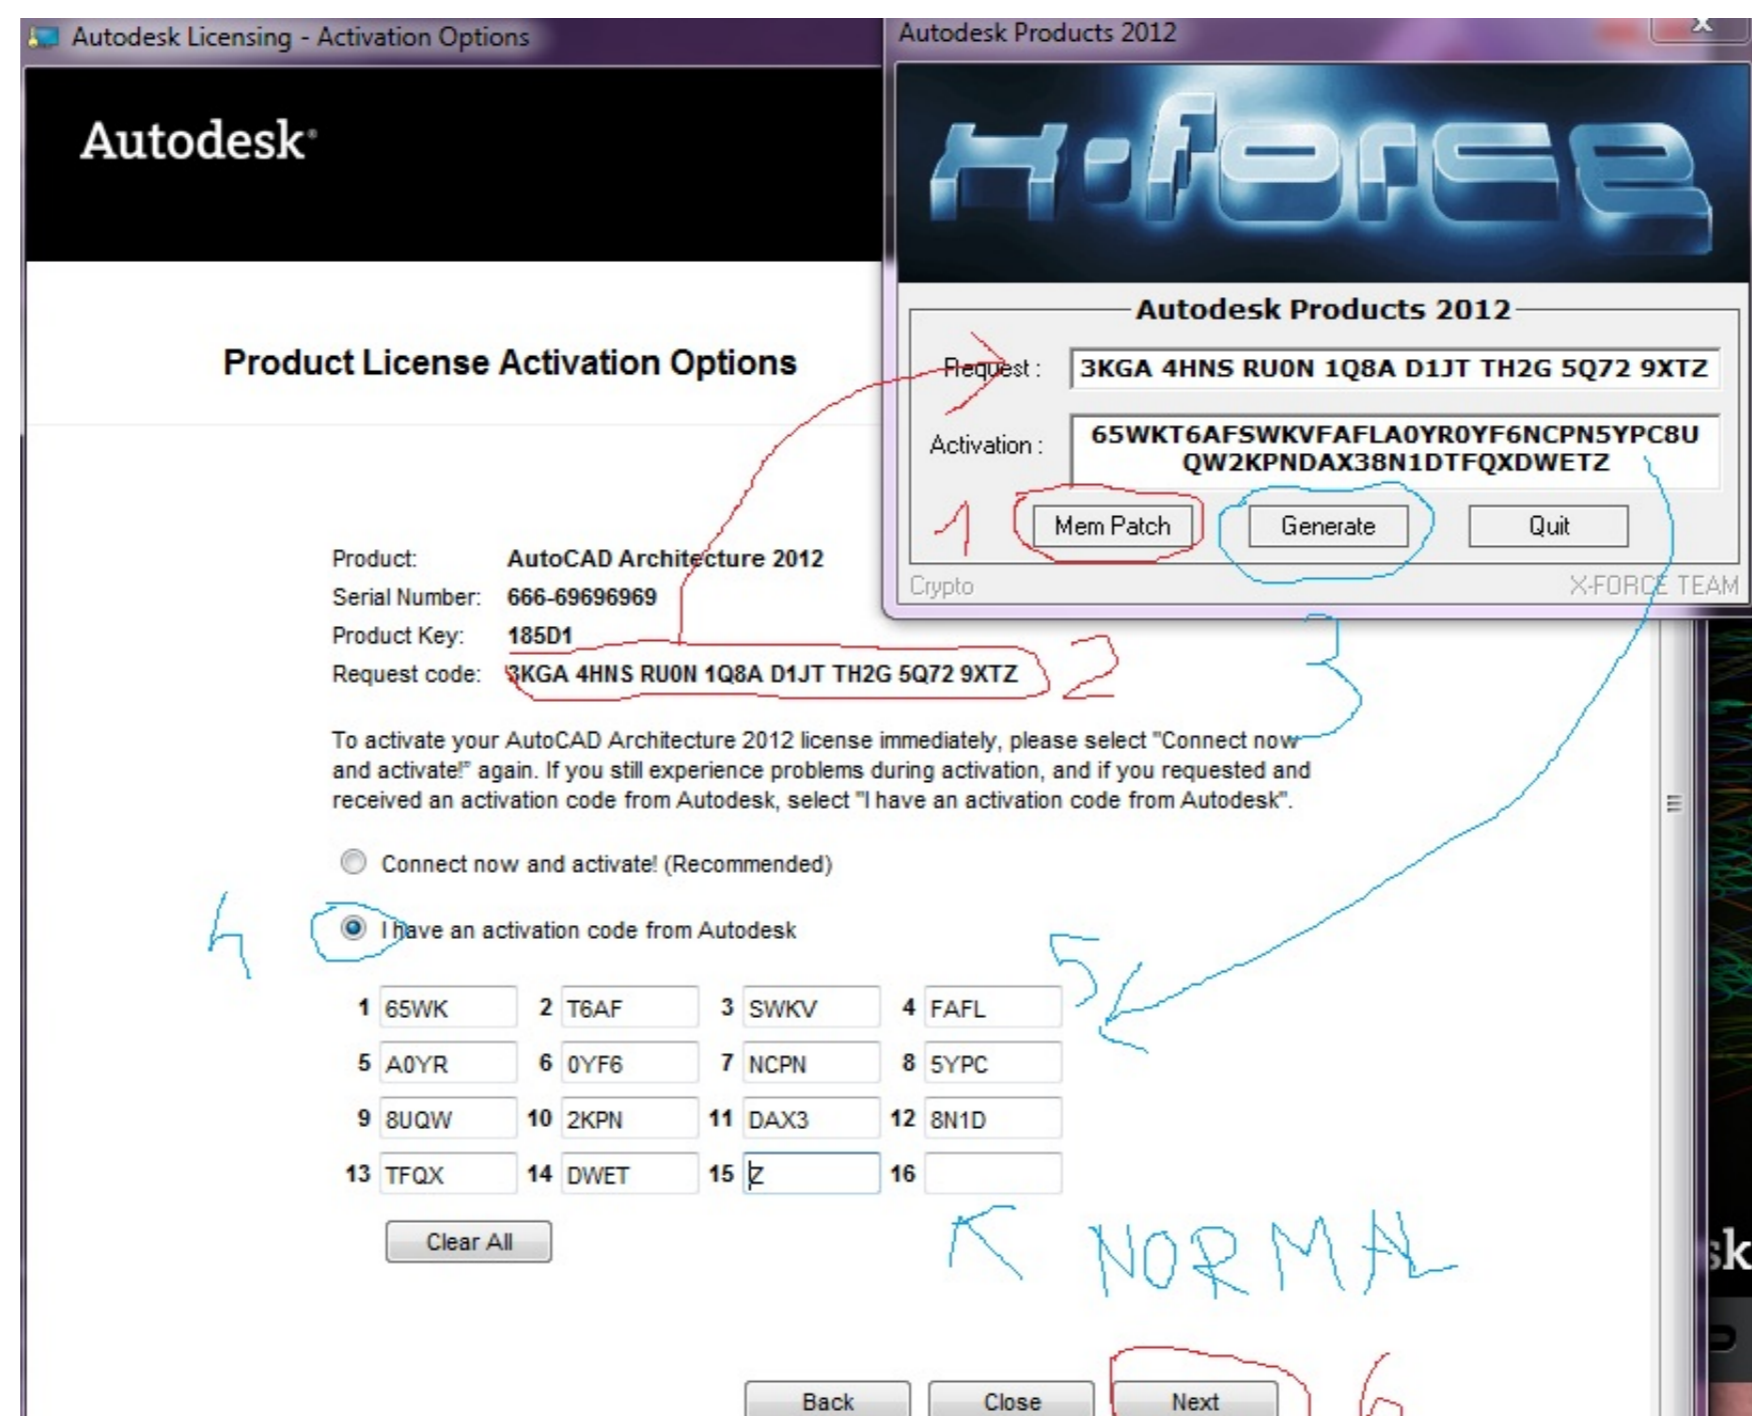 Autodesk Licensing - Activation Options
Autodesk®
Product License Activation Options
Product: AutoCAD Architecture 2012
Serial Number: 666-69696969
Product Key: 185D1
Request code: 3KGA 4HNS RU0N 1Q8A D1JT TH2G 5Q72 9XTZ
2
To activate your AutoCAD Architecture 2012 license immediately, please select "Connect now
and activate!" again. If you still experience problems during activation, and if you requested and
received an activation code from Autodesk, select "I have an activation code from Autodesk".
Connect now and activate! (Recommended)
4
I have an activation code from Autodesk
5
1 65WK 2 T6AF 3 SWKV 4 FAFL
5 A0YR 6 0YF6 7 NCPN 8 5YPC
9 8UQW 10 2KPN 11 DAX3 12 8N1D
13 TFQX 14 DWET 15 Z 16
Clear All
NORMAL
Back Close Next
6
Autodesk Products 2012
X-FORCE
Autodesk Products 2012
Request : 3KGA 4HNS RU0N 1Q8A D1JT TH2G 5Q72 9XTZ
Activation : 65WKT6AFSWKVFAFLA0YR0YF6NCPN5YPC8U
QW2KPNDAX38N1DTFQXDWETZ
1
Mem Patch Generate Quit
Crypto X-FORCE TEAM
3
sk